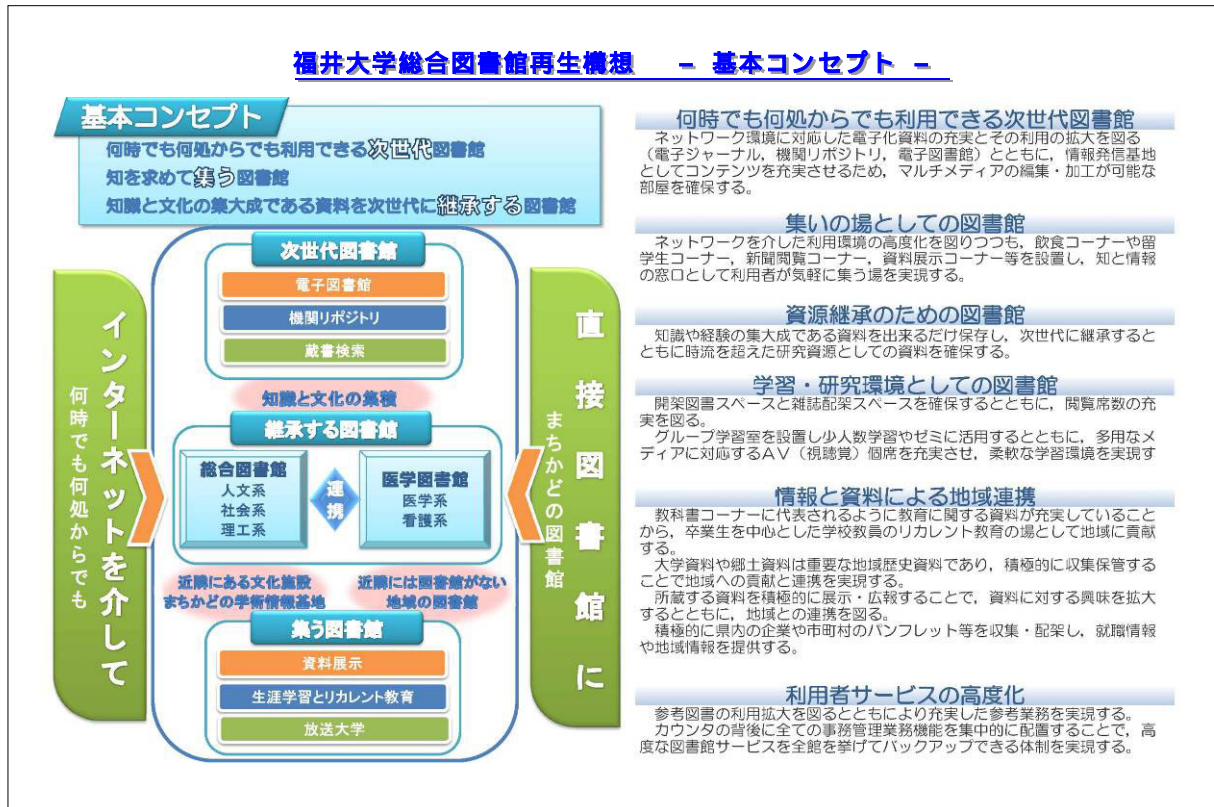 福井大学総合図書館再生構想 － 基本コンセプト －
基本コンセプト
何時でも何処からでも利用できる次世代図書館
知を求めて集う図書館
知識と文化の集大成である資料を次世代に継承する図書館
インターネットを介して
何時でも何処からでも
次世代図書館
電子図書館
機関リポジトリ
蔵書検索
知識と文化の集積
継承する図書館
総合図書館
人文系
社会系
理工系
連携
医学図書館
医学系
看護系
近隣にある文化施設
まちかどの学術情報基地
近隣には図書館がない
地域の図書館
集う図書館
資料展示
生涯学習とリカレント教育
放送大学
直接図書館に
まちかどの図書館
何時でも何処からでも利用できる次世代図書館
ネットワーク環境に対応した電子化資料の充実とその利用の拡大を図る
（電子ジャーナル，機関リポジトリ，電子図書館）とともに，情報発信基地
としてコンテンツを充実させるため，マルチメディアの編集・加工が可能な
部屋を確保する。
集いの場としての図書館
ネットワークを介した利用環境の高度化を図りつつも，飲食コーナーや留
学生コーナー，新聞閲覧コーナー，資料展示コーナー等を設置し，知と情報
の窓口として利用者が気軽に集う場を実現する。
資源継承のための図書館
知識や経験の集大成である資料を出来るだけ保存し，次世代に継承すると
ともに時流を超えた研究資源としての資料を確保する。
学習・研究環境としての図書館
開架図書スペースと雑誌配架スペースを確保するとともに，閲覧席数の充
実を図る。
グループ学習室を設置し少人数学習やゼミに活用するとともに，多用なメ
ディアに対応するＡＶ（視聴覚）個席を充実させ，柔軟な学習環境を実現す
情報と資料による地域連携
教科書コーナーに代表されるように教育に関する資料が充実していること
から，卒業生を中心とした学校教員のリカレント教育の場として地域に貢献
する。
大学資料や郷土資料は重要な地域歴史資料であり，積極的に収集保管する
ことで地域への貢献と連携を実現する。
所蔵する資料を積極的に展示・広報することで，資料に対する興味を拡大
するとともに，地域との連携を図る。
積極的に県内の企業や市町村のパンフレット等を収集・配架し，就職情報
や地域情報を提供する。
利用者サービスの高度化
参考図書の利用拡大を図るとともにより充実した参考業務を実現する。
カウンタの背後に全ての事務管理業務機能を集中的に配置することで，高
度な図書館サービスを全館を挙げてバックアップできる体制を実現する。